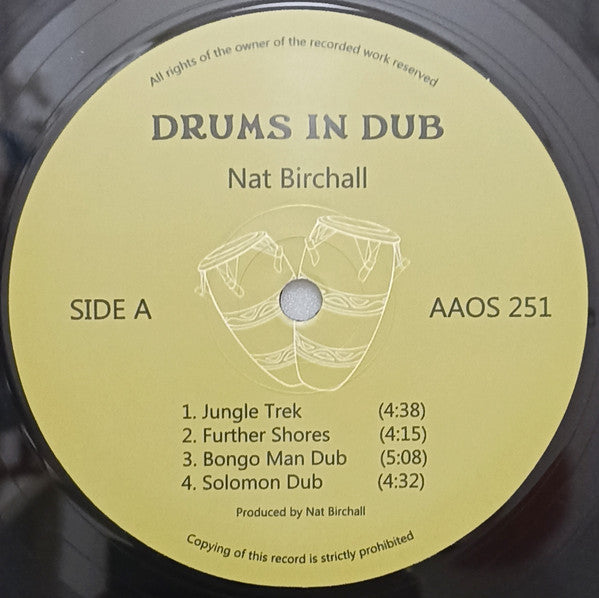 All rights of the owner of the recorded work reserved
DRUMS IN DUB
Nat Birchall
SIDE A
AAOS 251
1. Jungle Trek (4:38)
2. Further Shores (4:15)
3. Bongo Man Dub (5:08)
4. Solomon Dub (4:32)
Produced by Nat Birchall
Copying of this record is strictly prohibited